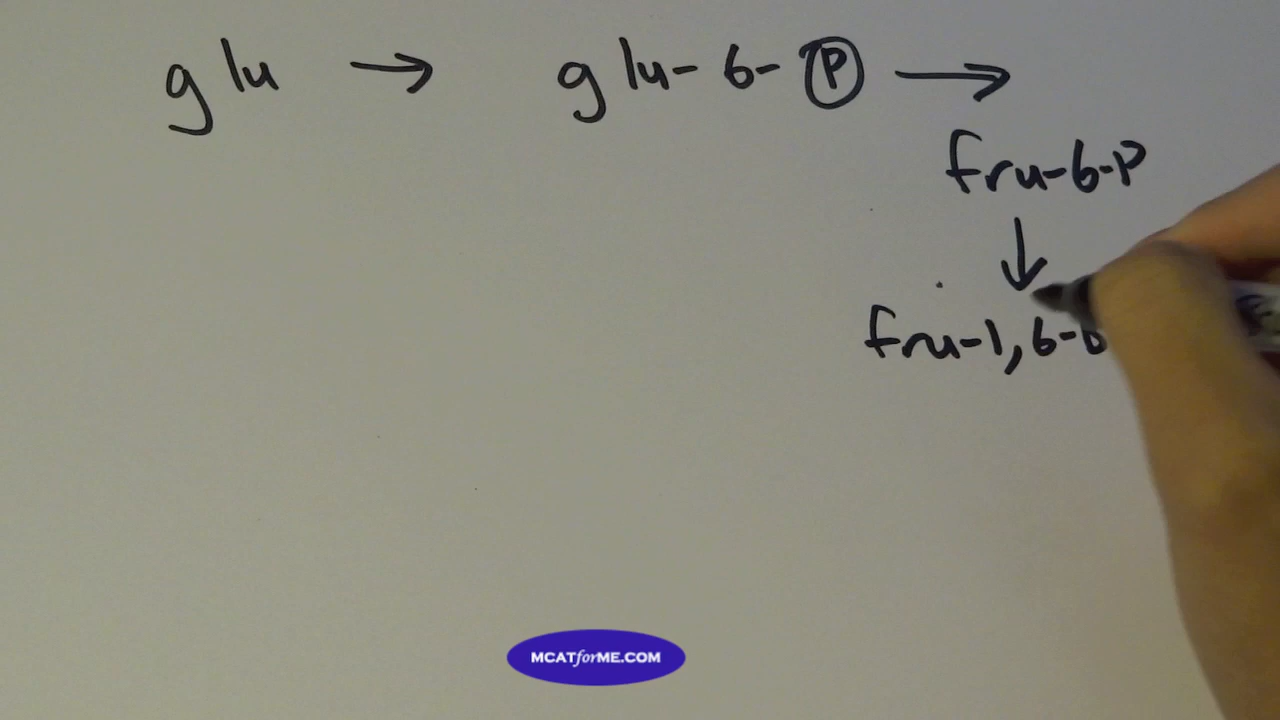 glu → glu-6-Ⓟ →
fru-6-P
↓
fru-1,6-b
MCATforME.COM